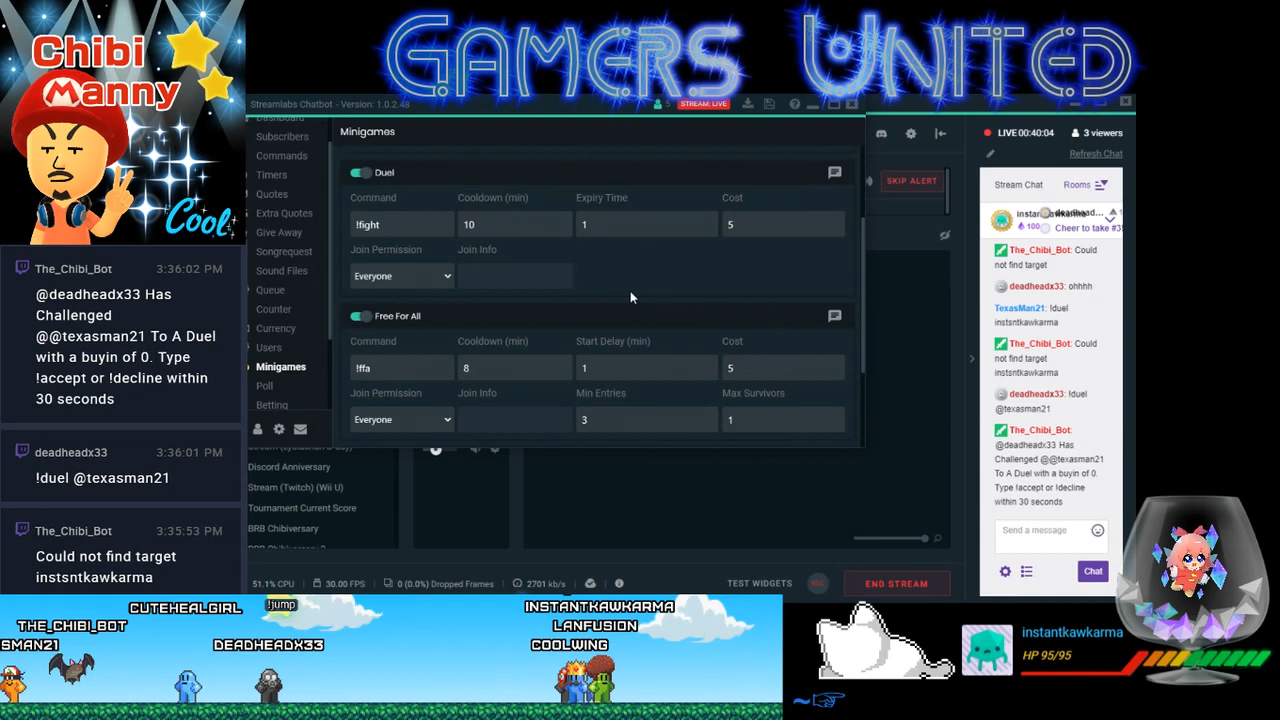 Chibi
Manny
Cool
GAMERS UNITED
Streamlabs Chatbot - Version: 1.0.2.48
5
STREAM: LIVE
Dashboard
Subscribers
Commands
Timers
Quotes
Extra Quotes
Give Away
Songrequest
Sound Files
Queue
Counter
Currency
Users
Minigames
Poll
Betting
Minigames
Duel
Command
Cooldown (min)
Expiry Time
Cost
!fight
10
1
5
Join Permission
Join Info
Everyone
Free For All
Command
Cooldown (min)
Start Delay (min)
Cost
!ffa
8
1
5
Join Permission
Join Info
Min Entries
Max Survivors
Everyone
3
1
SKIP ALERT
LIVE 00:40:04
3 viewers
Refresh Chat
Stream Chat
Rooms
instantkawkarma
deadhead...
100
Cheer to take #3
The_Chibi_Bot: Could
not find target
deadheadx33: ohhhh
TexasMan21: !duel
instsntkawkarma
The_Chibi_Bot: Could
not find target
instsntkawkarma
deadheadx33: !duel
@texasman21
The_Chibi_Bot:
@deadheadx33 Has
Challenged @@texasman21
To A Duel with a buyin of 0.
Type !accept or !decline
within 30 seconds
Send a message
Chat
The_Chibi_Bot 3:36:02 PM
@deadheadx33 Has
Challenged
@@texasman21 To A Duel
with a buyin of 0. Type
!accept or !decline within
30 seconds
deadheadx33 3:36:01 PM
!duel @texasman21
The_Chibi_Bot 3:35:53 PM
Could not find target
instsntkawkarma
Discord Anniversary
Stream (Twitch) (Wii U)
Tournament Current Score
BRB Chibiversary
51.1% CPU
30.00 FPS
0 (0.0%) Dropped Frames
2701 kb/s
TEST WIDGETS
REC
END STREAM
CUTEHEALGIRL
!jump
THE_CHIBI_BOT
SMAN21
DEADHEADX33
INSTANTKAWKARMA
LANFUSION
COOLWING
instantkawkarma
HP 95/95